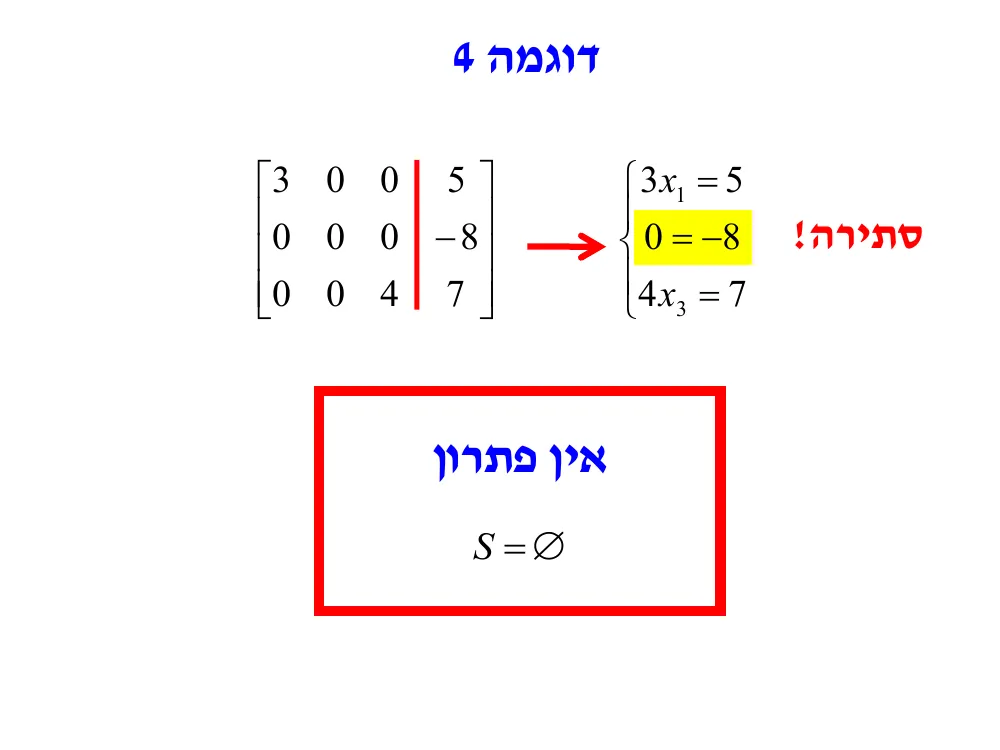 דוגמה 4
3 0 0 5 3x₁ = 5
0 0 0 −8 0 = −8 סתירה!
0 0 4 7 4x₃ = 7
אין פתרון
S = ∅